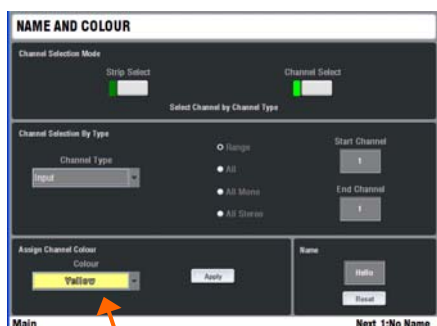 NAME AND COLOUR
Channel Selection Mode
Strip Select
Channel Select
Select Channel by Channel Type
Channel Selection By Type
Channel Type
Input
Range
All
All Mono
All Stereo
Start Channel
1
End Channel
1
Assign Channel Colour
Colour
Yellow
Apply
Name
Hello
Reset
Main
Next 1:No Name